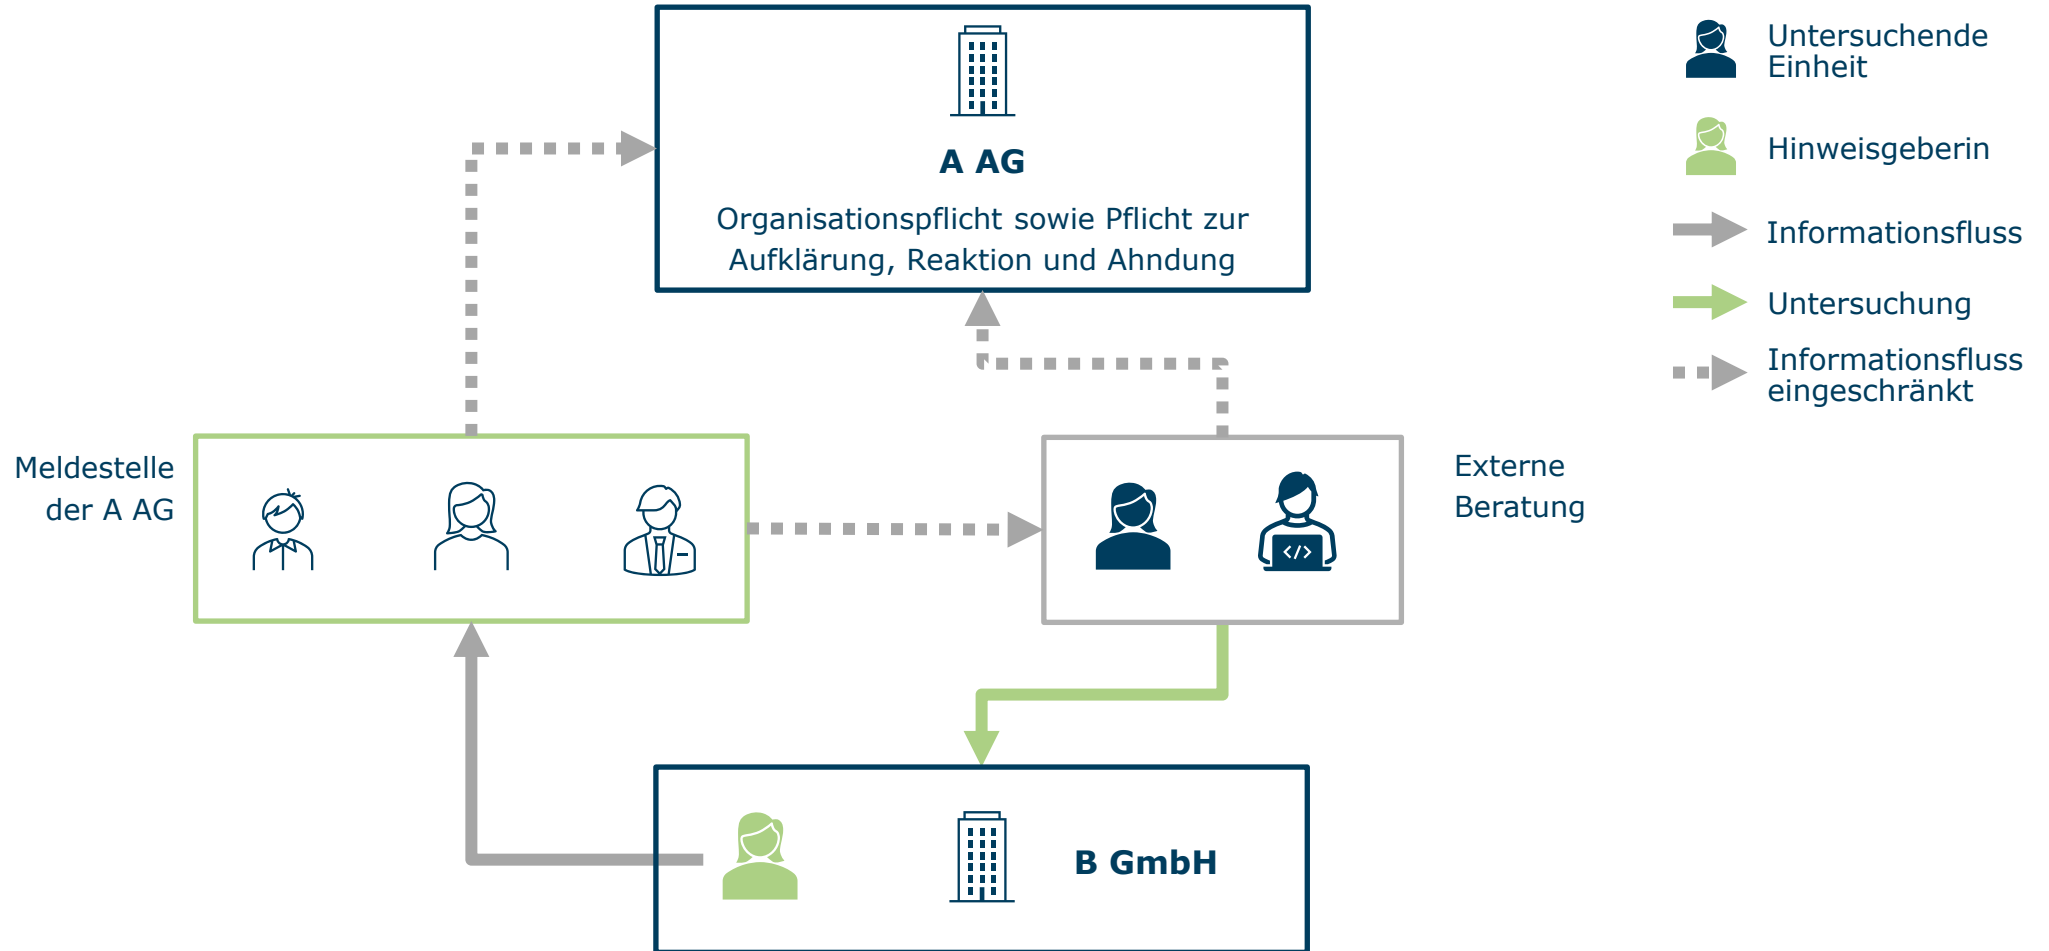 A AG
Organisationspflicht sowie Pflicht zur
Aufklärung, Reaktion und Ahndung
Meldestelle
der A AG
</>
Externe
Beratung
B GmbH
Untersuchende
Einheit
Hinweisgeberin
Informationsfluss
Untersuchung
Informationsfluss
eingeschränkt